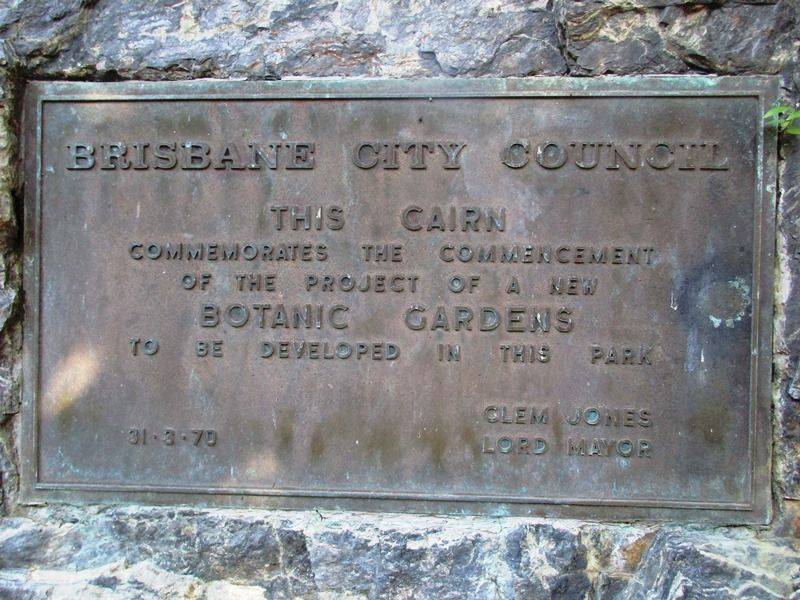 BRISBANE CITY COUNCIL
THIS CAIRN
COMMEMORATES THE COMMENCEMENT
OF THE PROJECT OF A NEW
BOTANIC GARDENS
TO BE DEVELOPED IN THIS PARK
31·3·70
CLEM JONES
LORD MAYOR